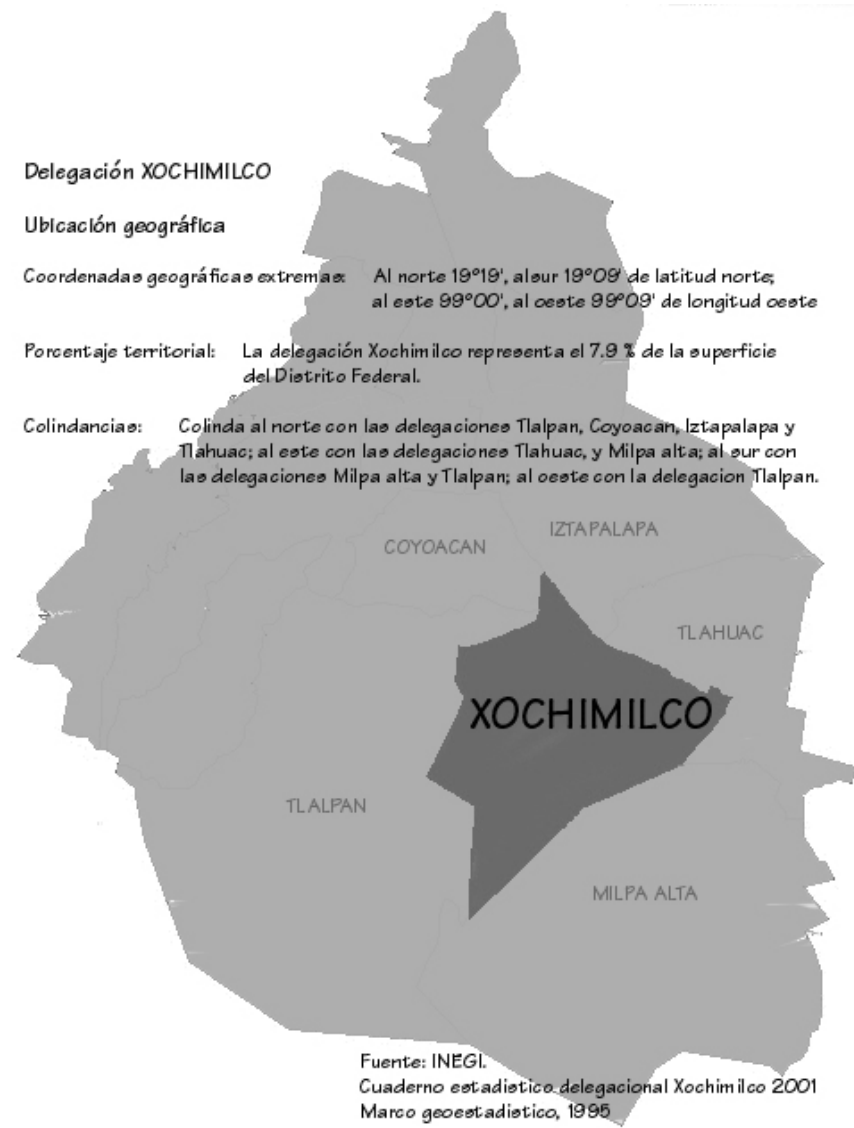 Delegación XOCHIMILCO
Ubicación geográfica
Coordenadas geográficas extremas: Al norte 19°19', alsur 19°09' de latitud norte;
al este 99°00', al oeste 99°09' de longitud oeste
Porcentaje territorial: La delegación Xochimilco representa el 7.9 % de la superficie
del Distrito Federal.
Colindancias: Colinda al norte con las delegaciones Tlalpan, Coyoacan, Iztapalapa y
Tlahuac; al este con las delegaciones Tlahuac, y Milpa alta; al sur con
las delegaciones Milpa alta y Tlalpan; al oeste con la delegacion Tlalpan.
IZTAPALAPA
COYOACAN
TLAHUAC
XOCHIMILCO
TLALPAN
MILPA ALTA
Fuente: INEGI.
Cuaderno estadistico delegacional Xochimilco 2001
Marco geoestadistico, 1995